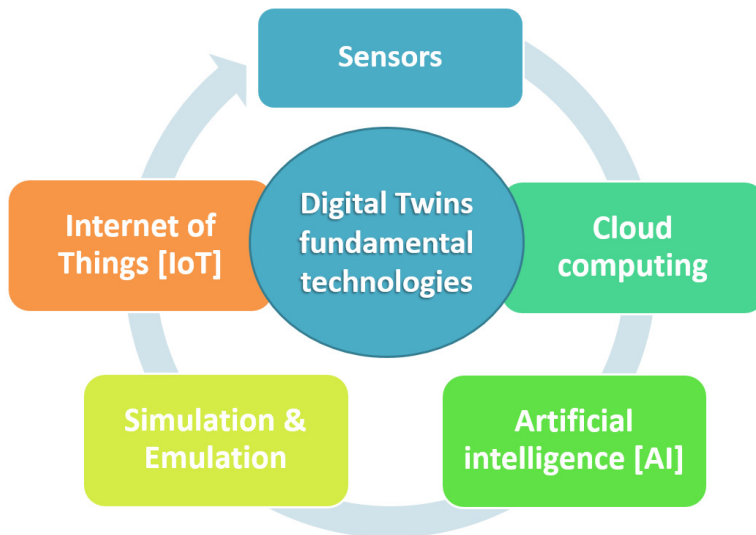 Sensors
Digital Twins
fundamental
technologies
Internet of
Things [IoT]
Cloud
computing
Simulation &
Emulation
Artificial
intelligence [AI]